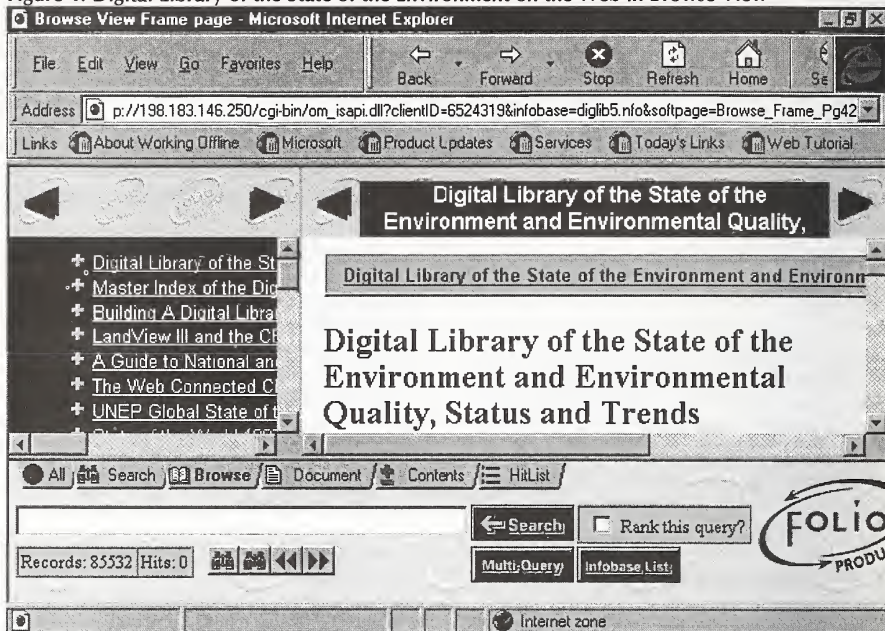 Browse View Frame page - Microsoft Internet Explorer
File Edit View Go Favorites Help
Back Forward Stop Refresh Home Se
Address p://198.183.146.250/cgi-bin/om_isapi.dll?clientID=6524319&infobase=diglib5.nfo&softpage=Browse_Frame_Pg42
Links About Working Offline Microsoft Product Updates Services Today's Links Web Tutorial
Digital Library of the State of the
Environment and Environmental Quality,
Digital Library of the St
Master Index of the Dig
Building A Digital Libra
LandView III and the CE
A Guide to National and
The Web Connected C
UNEP Global State of t
Digital Library of the State of the Environment and Environm
Digital Library of the State of the
Environment and Environmental
Quality, Status and Trends
All Search Browse Document Contents HitList
Search Rank this query?
Records: 85532 Hits: 0
Multi-Query Infobase List
FOLIO
PRODU
Internet zone